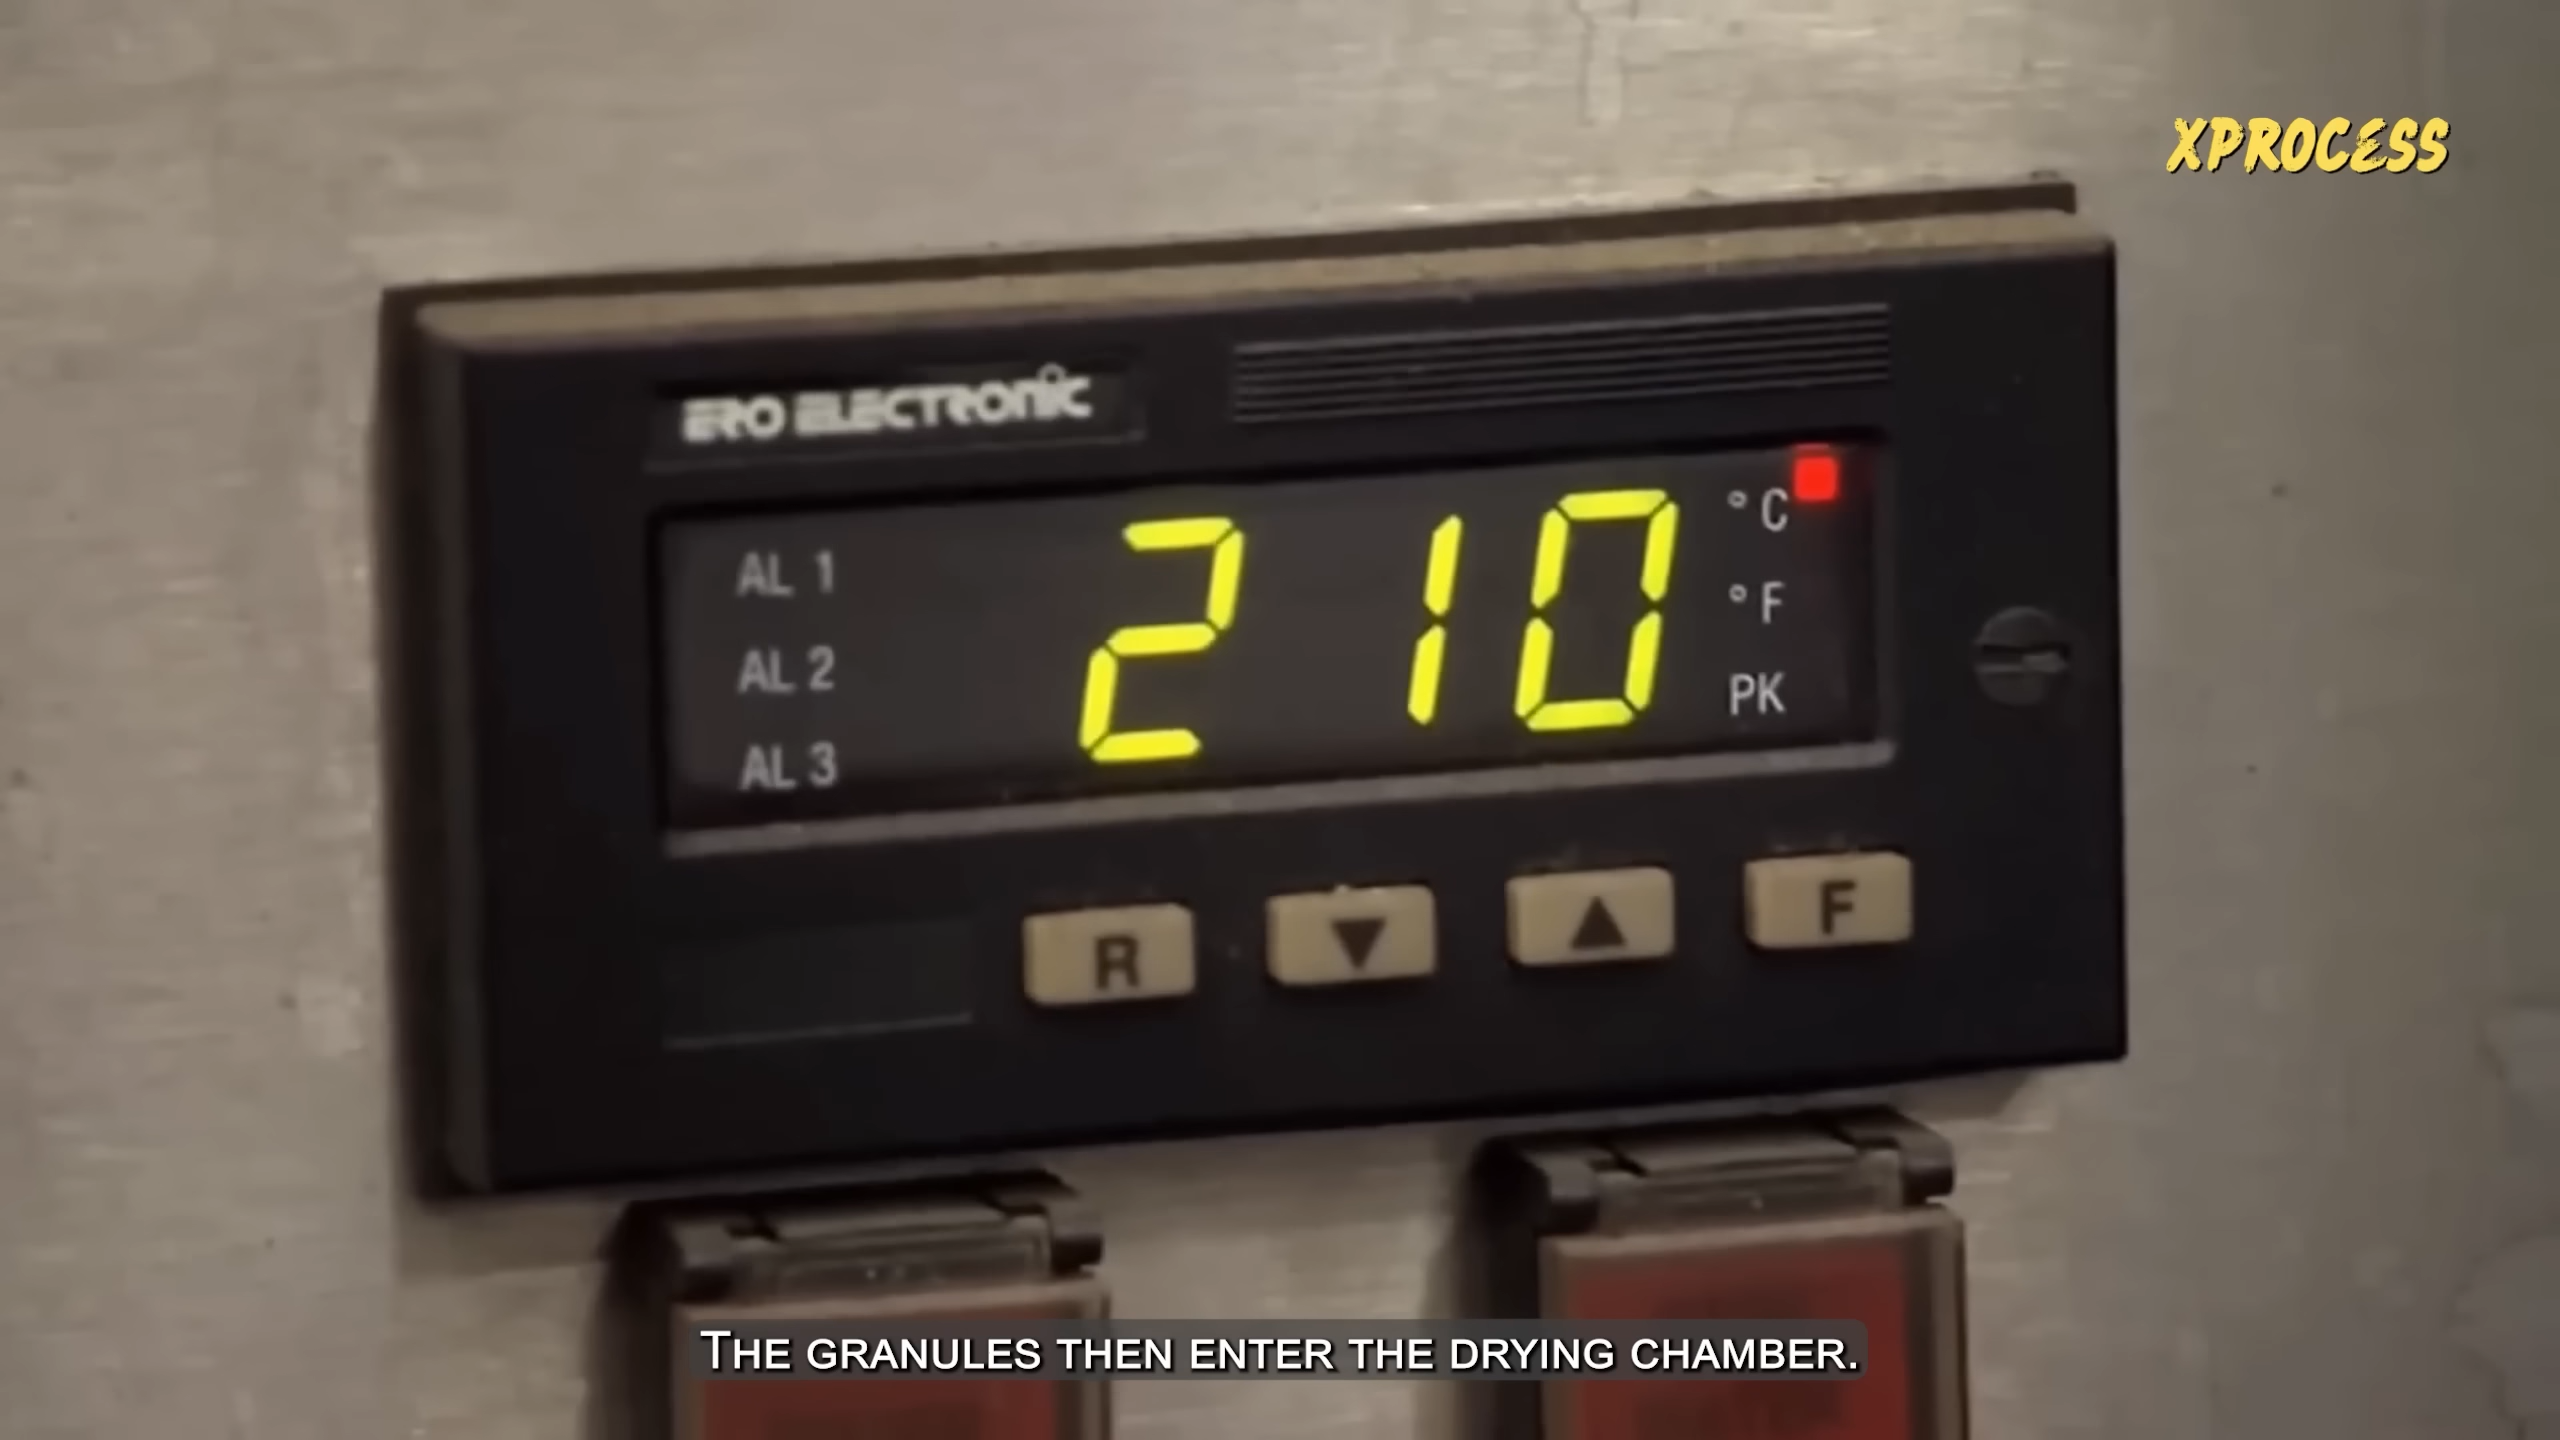 XPROCESS
ERO ELECTRONIC
AL 1
AL 2
AL 3
210
°C
°F
PK
R ▼ ▲ F
THE GRANULES THEN ENTER THE DRYING CHAMBER.